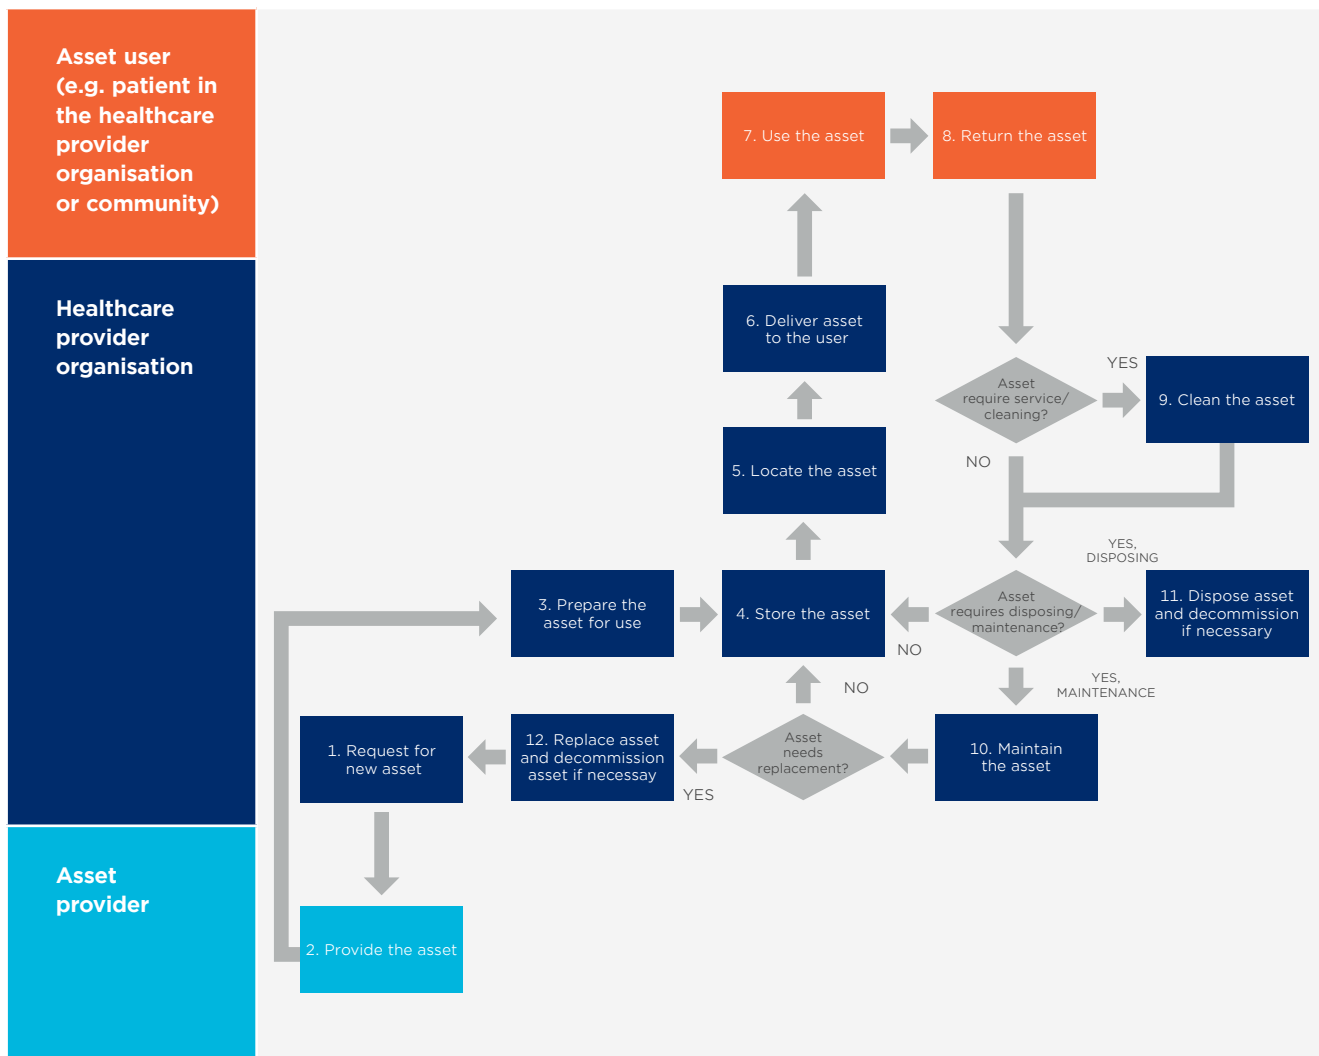 Asset user
(e.g. patient in
the healthcare
provider
organisation
or community)
7. Use the asset
8. Return the asset
Healthcare
provider
organisation
6. Deliver asset
to the user
Asset
require service/
cleaning?
YES
9. Clean the asset
5. Locate the asset
NO
YES,
DISPOSING
3. Prepare the
asset for use
4. Store the asset
Asset
requires disposing/
maintenance?
11. Dispose asset
and decommission
if necessary
NO
NO
YES,
MAINTENANCE
1. Request for
new asset
12. Replace asset
and decommission
asset if necessay
Asset
needs
replacement?
10. Maintain
the asset
YES
Asset
provider
2. Provide the asset